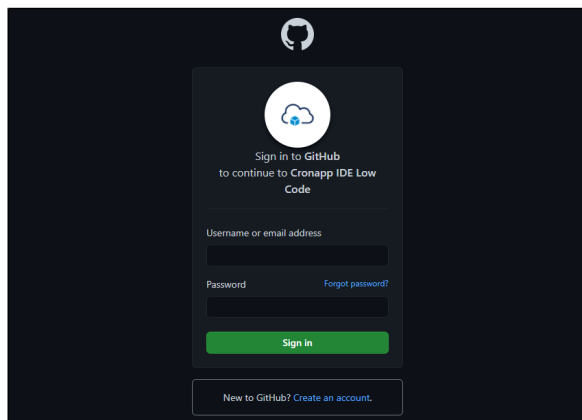 Sign in to GitHub
to continue to Cronapp IDE Low
Code
Username or email address
Password Forgot password?
Sign in
New to GitHub? Create an account.